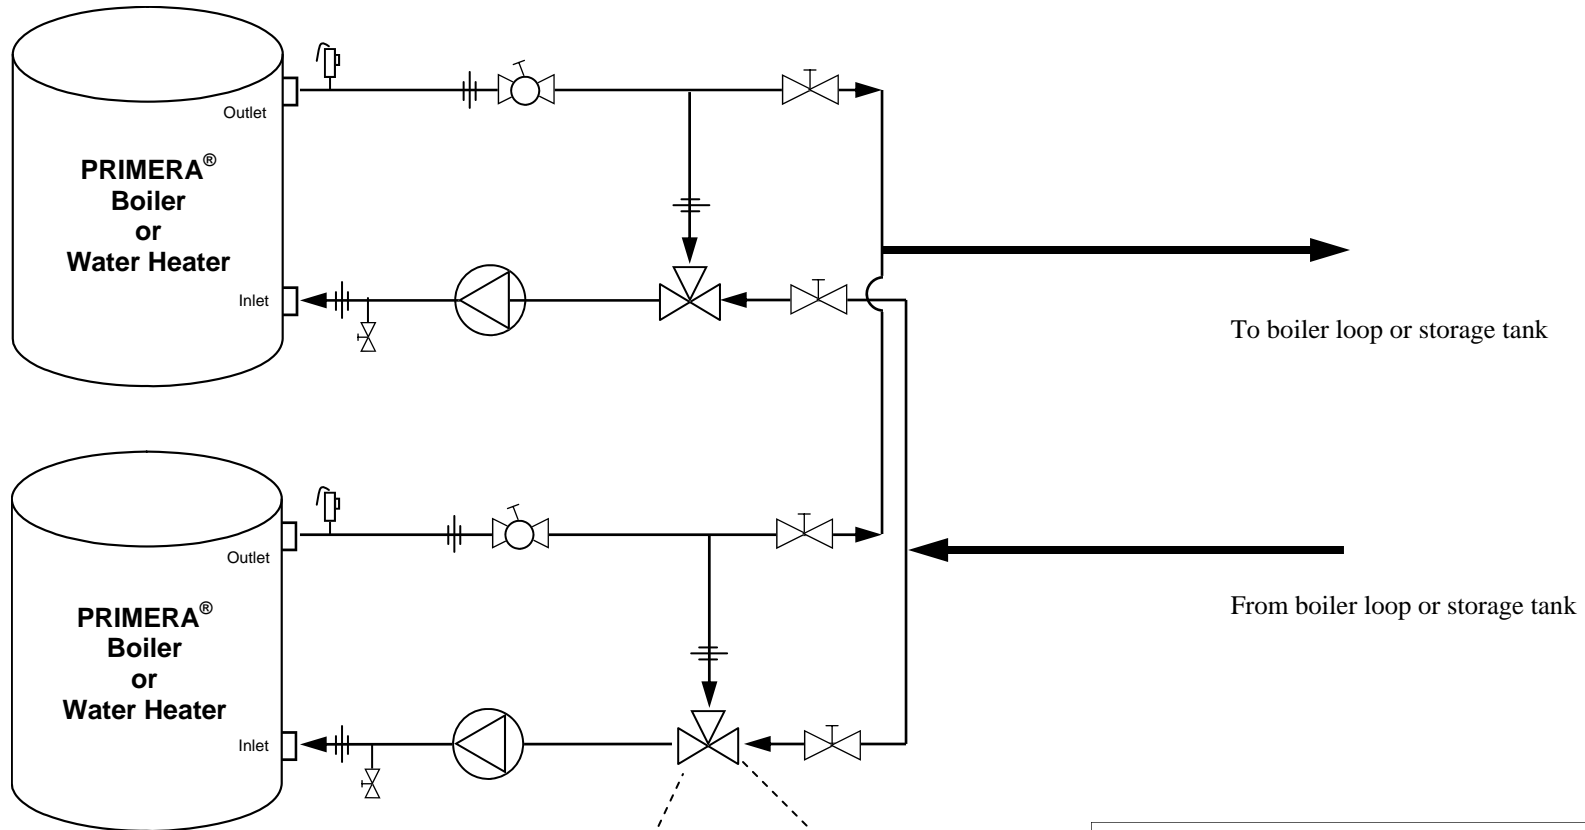 Outlet
PRIMERA®
Boiler
or
Water Heater
Inlet
To boiler loop or storage tank
Outlet
PRIMERA®
Boiler
or
Water Heater
Inlet
From boiler loop or storage tank